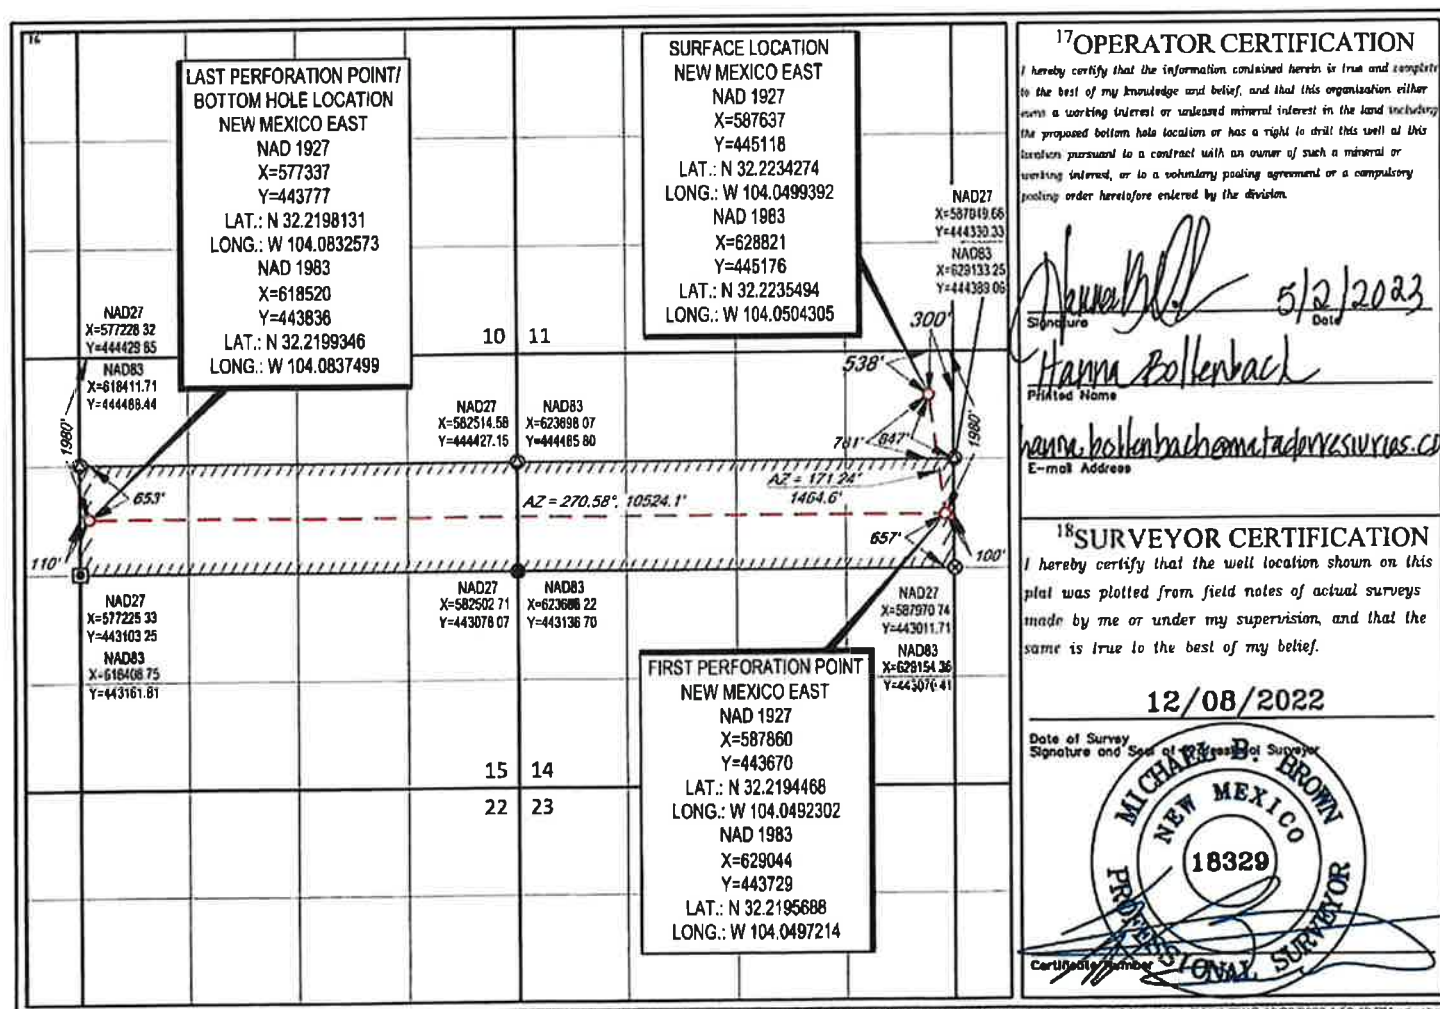 LAST PERFORATION POINT/
BOTTOM HOLE LOCATION
NEW MEXICO EAST
NAD 1927
X=577337
Y=443777
LAT.: N 32.2198131
LONG.: W 104.0832573
NAD 1983
X=618520
Y=443836
LAT.: N 32.2199346
LONG.: W 104.0837499
SURFACE LOCATION
NEW MEXICO EAST
NAD 1927
X=587637
Y=445118
LAT.: N 32.2234274
LONG.: W 104.0499392
NAD 1983
X=628821
Y=445176
LAT.: N 32.2235494
LONG.: W 104.0504305
NAD27
Y=444330.33
NAD83
X=629133.25
Y=444389.06
NAD27
X=577228.32
Y=444429.85
NAD83
X=618411.71
Y=444488.44
10 11
300'
538'
NAD27
X=582514.58
Y=444427.15
NAD83
X=623698.07
Y=444485.80
1980'
781' 847'
1980'
653'
AZ = 270.58°, 10524.1'
AZ = 171.24°
1464.6'
657'
110'
100'
NAD27
X=577225.33
Y=443103.25
NAD83
X=618408.75
Y=443161.81
NAD27
X=582502.71
Y=443078.07
NAD83
X=623686.22
Y=443136.70
NAD27
X=587970.74
Y=443011.71
NAD83
X=629154.36
FIRST PERFORATION POINT
NEW MEXICO EAST
NAD 1927
X=587860
Y=443670
LAT.: N 32.2194468
LONG.: W 104.0492302
NAD 1983
X=629044
Y=443729
LAT.: N 32.2195688
LONG.: W 104.0497214
15 14
22 23
17 OPERATOR CERTIFICATION
I hereby certify that the information contained herein is true and complete
to the best of my knowledge and belief, and that this organization either
owns a working interest or unleased mineral interest in the land including
the proposed bottom hole location or has a right to drill this well at this
location pursuant to a contract with an owner of such a mineral or
working interest, or to a voluntary pooling agreement or a compulsory
pooling order heretofore entered by the division.
5/2/2023
Signature Date
Hanna Bollenbach
Printed Name
hanna.bollenbach@matadorresources.co
E-mail Address
18 SURVEYOR CERTIFICATION
I hereby certify that the well location shown on this
plat was plotted from field notes of actual surveys
made by me or under my supervision, and that the
same is true to the best of my belief.
12/08/2022
Date of Survey
Signature and Seal of Professional Surveyor
MICHAEL B. BROWN
NEW MEXICO
18329
PROFESSIONAL SURVEYOR
Certificate Number